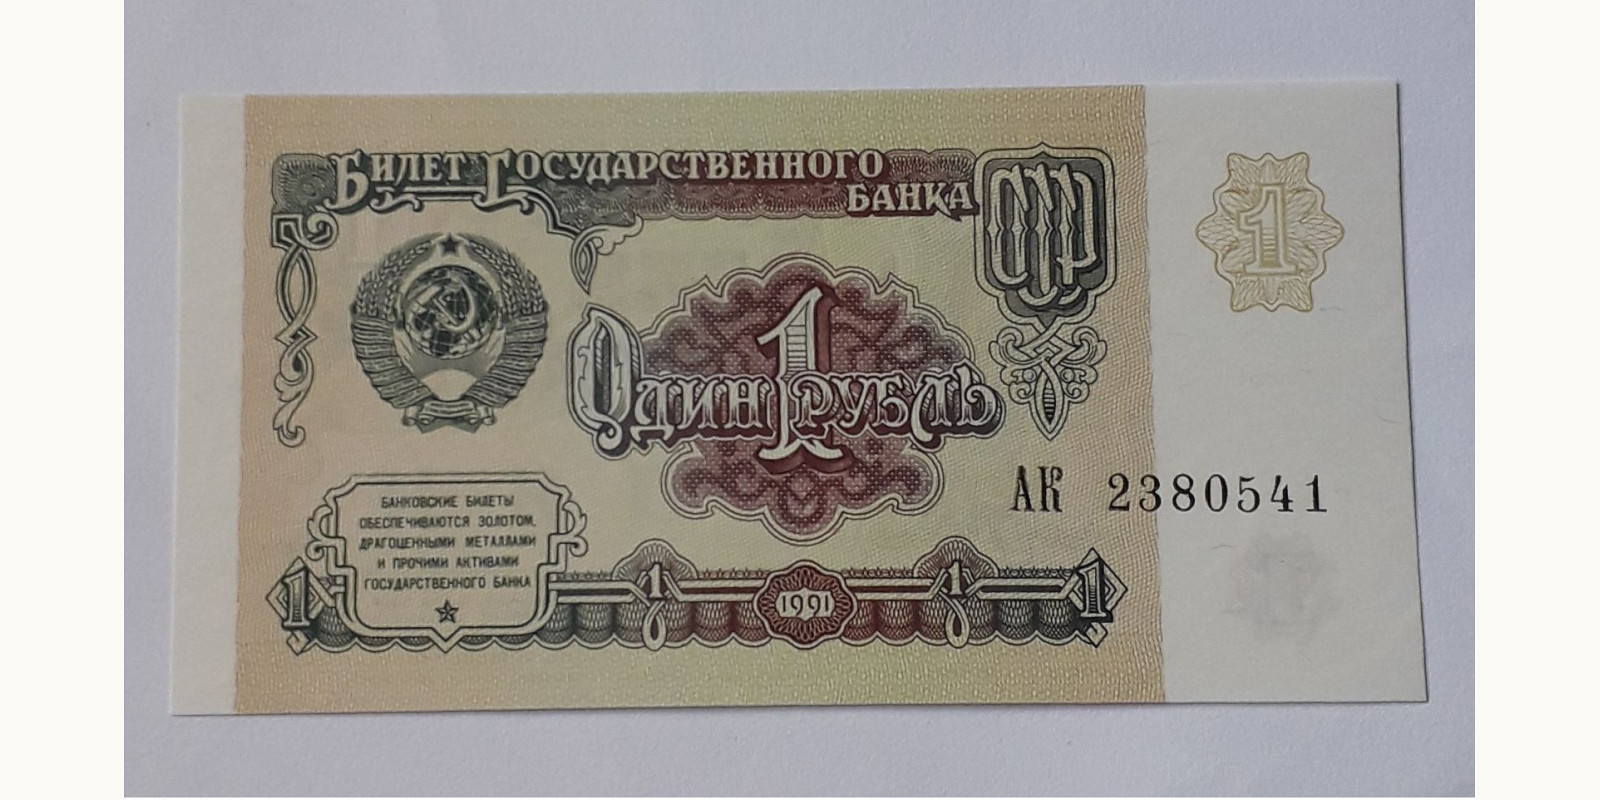 Билет Государственного
банка СССР
1
1
Один рубль
АК 2380541
БАНКОВСКИЕ БИЛЕТЫ
ОБЕСПЕЧИВАЮТСЯ ЗОЛОТОМ,
ДРАГОЦЕННЫМИ МЕТАЛЛАМИ
И ПРОЧИМИ АКТИВАМИ
ГОСУДАРСТВЕННОГО БАНКА
1 1 1991 1 1